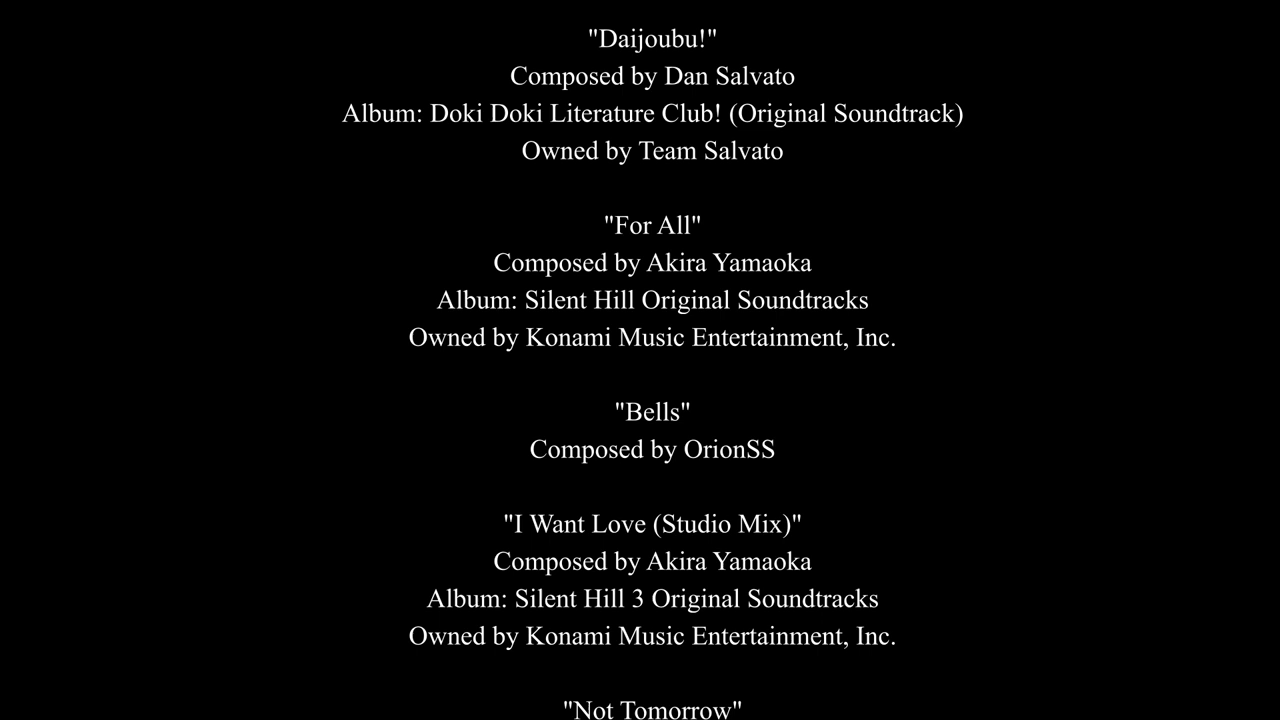 "Daijoubu!"
Composed by Dan Salvato
Album: Doki Doki Literature Club! (Original Soundtrack)
Owned by Team Salvato
"For All"
Composed by Akira Yamaoka
Album: Silent Hill Original Soundtracks
Owned by Konami Music Entertainment, Inc.
"Bells"
Composed by OrionSS
"I Want Love (Studio Mix)"
Composed by Akira Yamaoka
Album: Silent Hill 3 Original Soundtracks
Owned by Konami Music Entertainment, Inc.
"Not Tomorrow"